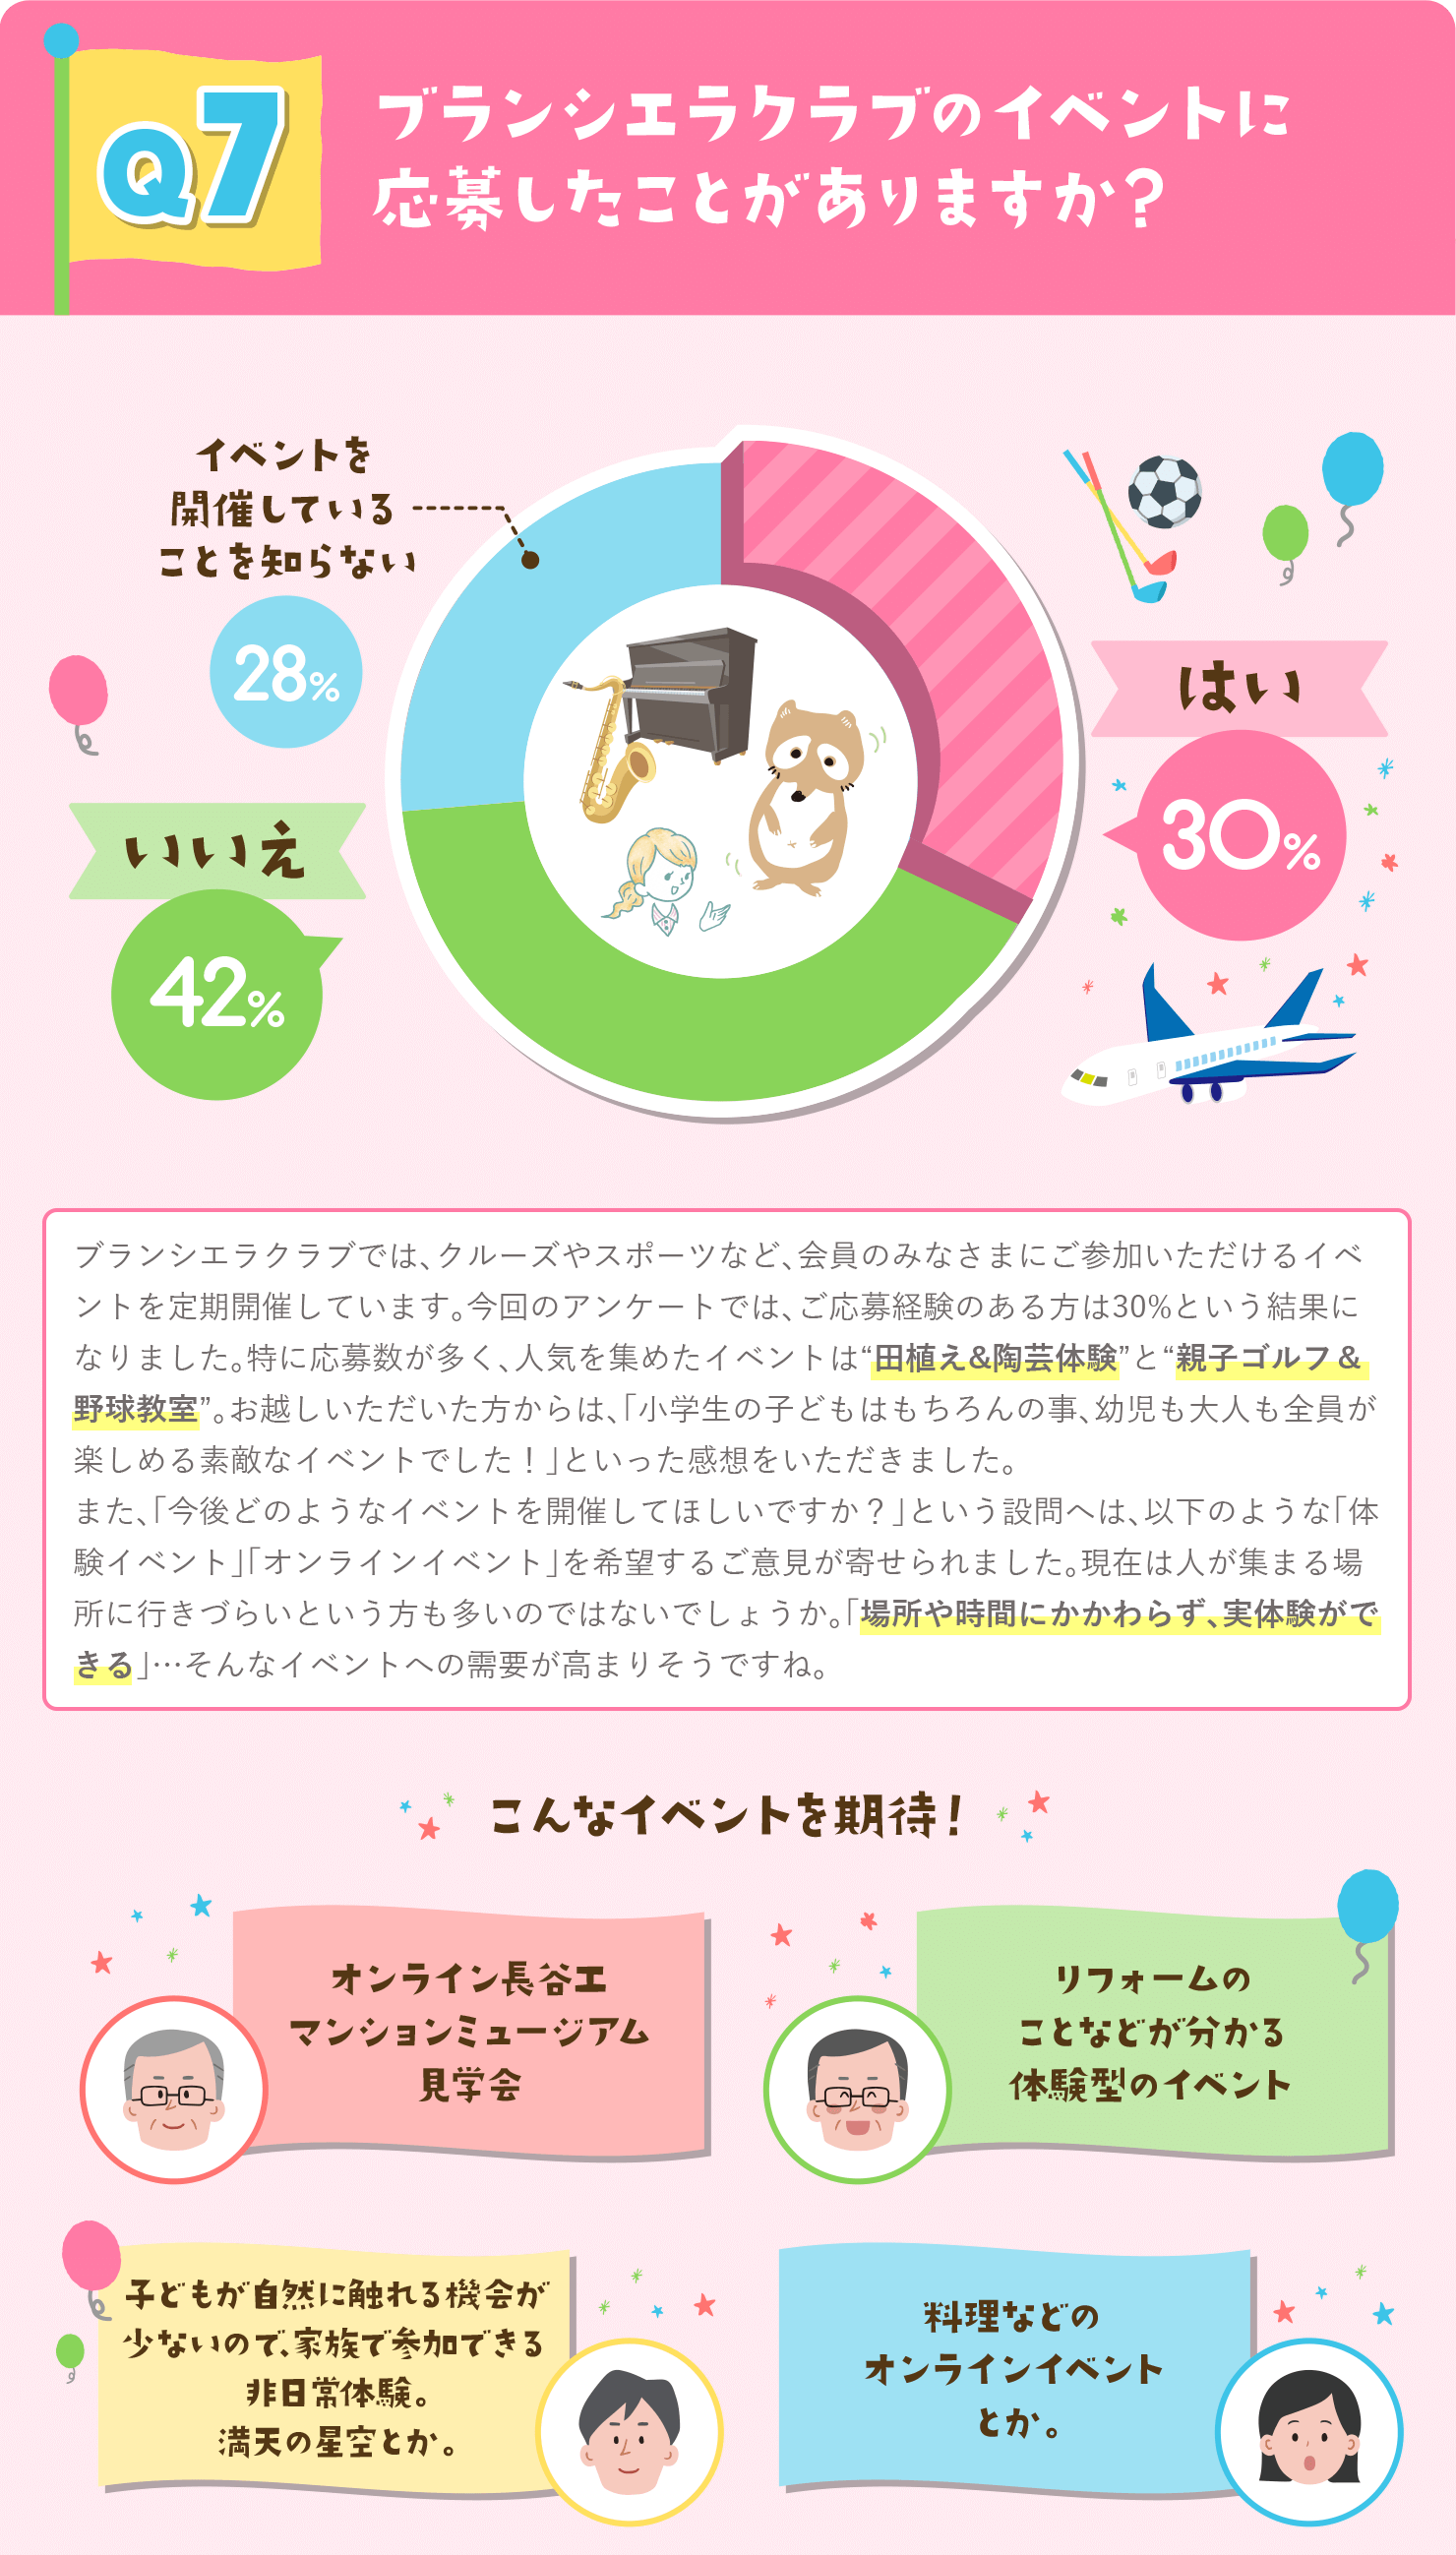 Q7
ブランシエラクラブのイベントに
応募したことがありますか？
イベントを
開催している
ことを知らない
28%
はい
30%
いいえ
42%
ブランシエラクラブでは、クルーズやスポーツなど、会員のみなさまにご参加いただけるイベ
ントを定期開催しています。今回のアンケートでは、ご応募経験のある方は30%という結果に
なりました。特に応募数が多く、人気を集めたイベントは“田植え&陶芸体験”と“親子ゴルフ＆
野球教室”。お越しいただいた方からは、「小学生の子どもはもちろんの事、幼児も大人も全員が
楽しめる素敵なイベントでした！」といった感想をいただきました。
また、「今後どのようなイベントを開催してほしいですか？」という設問へは、以下のような「体
験イベント」「オンラインイベント」を希望するご意見が寄せられました。現在は人が集まる場
所に行きづらいという方も多いのではないでしょうか。「場所や時間にかかわらず、実体験がで
きる」…そんなイベントへの需要が高まりそうですね。
こんなイベントを期待！
オンライン長谷工
マンションミュージアム
見学会
リフォームの
ことなどが分かる
体験型のイベント
子どもが自然に触れる機会が
少ないので、家族で参加できる
非日常体験。
満天の星空とか。
料理などの
オンラインイベント
とか。